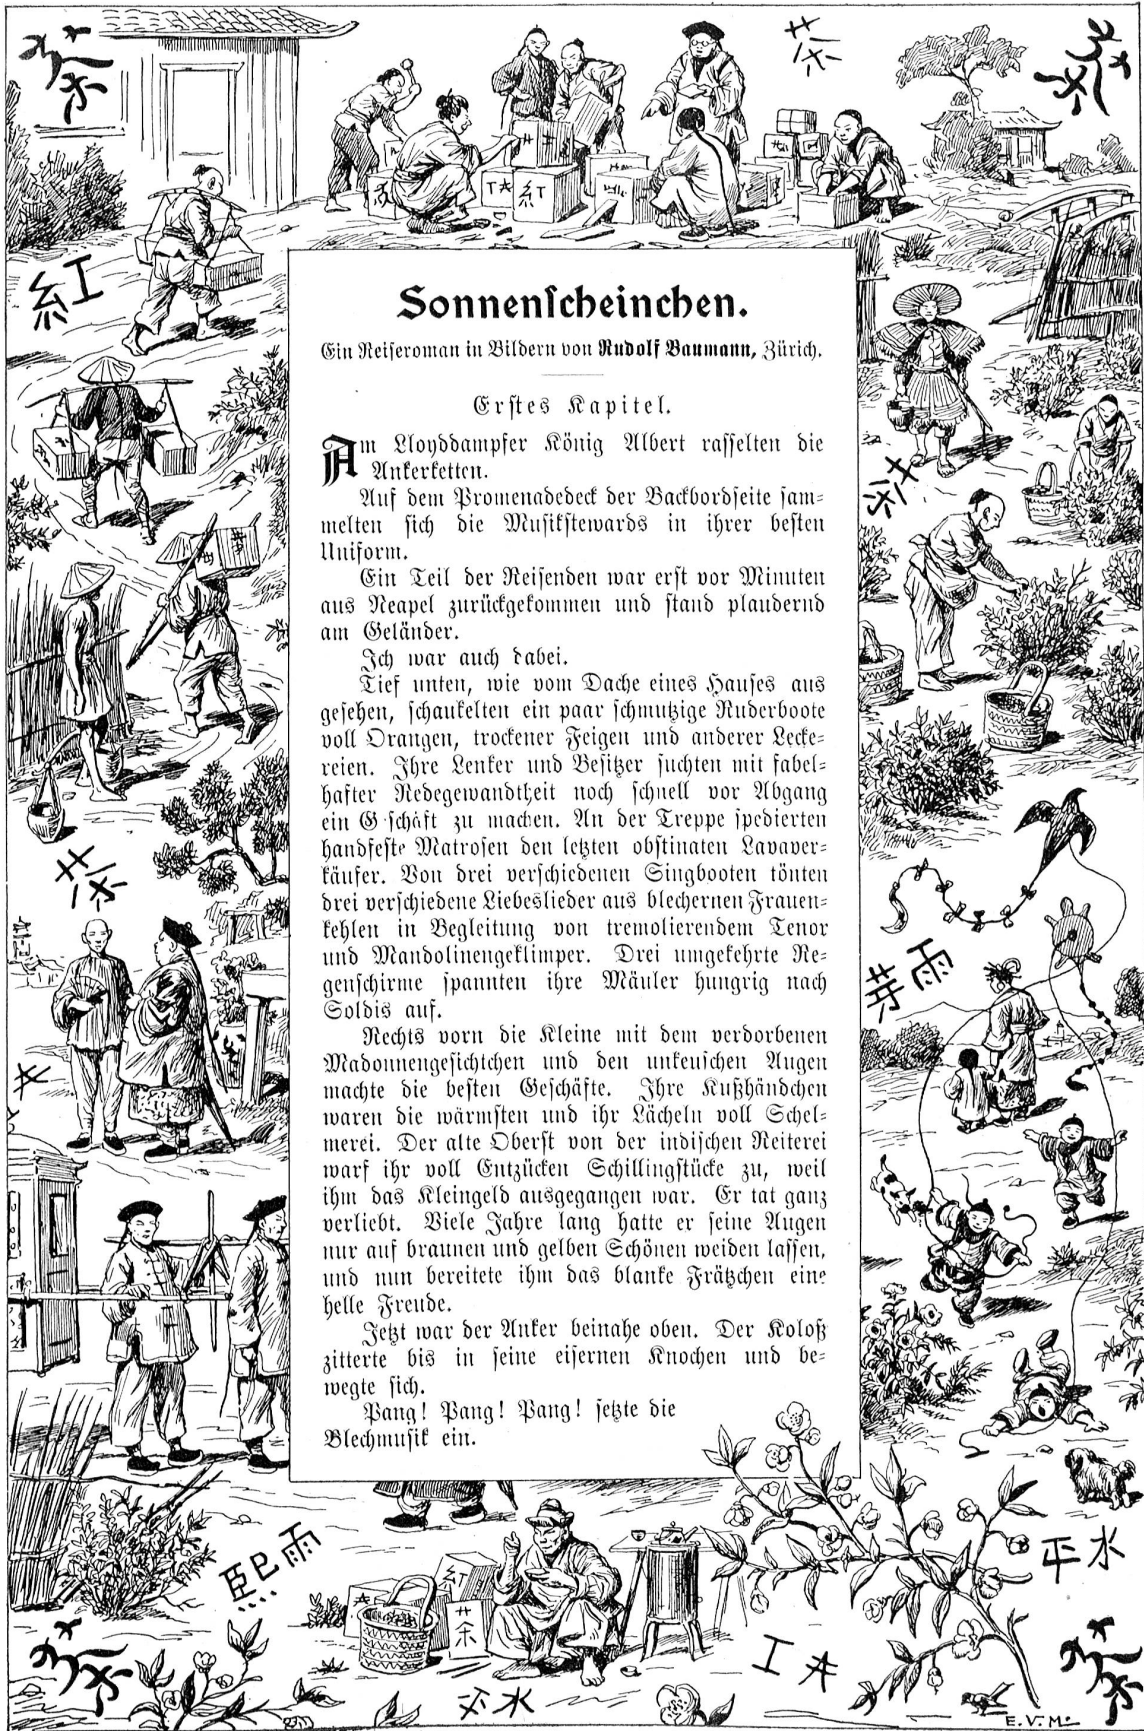 茶
茶
茶
紅
Sonnenſcheinchen.
Ein Reiſeroman in Bildern von Rudolf Baumann, Zürich.
Erſtes Kapitel.
Am Lloyddampfer König Albert raſſelten die
Ankerketten.
Auf dem Promenadedeck der Backbordſeite ſam=
melten ſich die Muſikſtewards in ihrer beſten
Uniform.
Ein Teil der Reiſenden war erſt vor Minuten
aus Neapel zurückgekommen und ſtand plaudernd
am Geländer.
Ich war auch dabei.
Tief unten, wie vom Dache eines Hauſes aus
geſehen, ſchaukelten ein paar ſchmutzige Ruderboote
voll Orangen, trockener Feigen und anderer Lecke=
reien. Ihre Lenker und Beſitzer ſuchten mit fabel=
hafter Redegewandtheit noch ſchnell vor Abgang
ein G ſchäft zu machen. An der Treppe ſpedierten
handfeſte Matroſen den letzten obſtinaten Lavaver=
käufer. Von drei verſchiedenen Singbooten tönten
drei verſchiedene Liebeslieder aus blechernen Frauen=
kehlen in Begleitung von tremolierendem Tenor
und Mandolinengeklimper. Drei umgekehrte Re=
genſchirme ſpannten ihre Mäuler hungrig nach
Soldis auf.
Rechts vorn die Kleine mit dem verdorbenen
Madonnengeſichtchen und den unkeuſchen Augen
machte die beſten Geſchäfte. Ihre Kußhändchen
waren die wärmſten und ihr Lächeln voll Schel=
merei. Der alte Oberſt von der indiſchen Reiterei
warf ihr voll Entzücken Schillingſtücke zu, weil
ihm das Kleingeld ausgegangen war. Er tat ganz
verliebt. Viele Jahre lang hatte er ſeine Augen
nur auf braunen und gelben Schönen weiden laſſen,
und nun bereitete ihm das blanke Frätzchen eine
helle Freude.
Jetzt war der Anker beinahe oben. Der Koloß
zitterte bis in ſeine eiſernen Knochen und be=
wegte ſich.
Pang! Pang! Pang! ſetzte die
Blechmuſik ein.
茶
茶
芽雨
熙雨
紅
茶
平水
茶
茶
E. V. M.